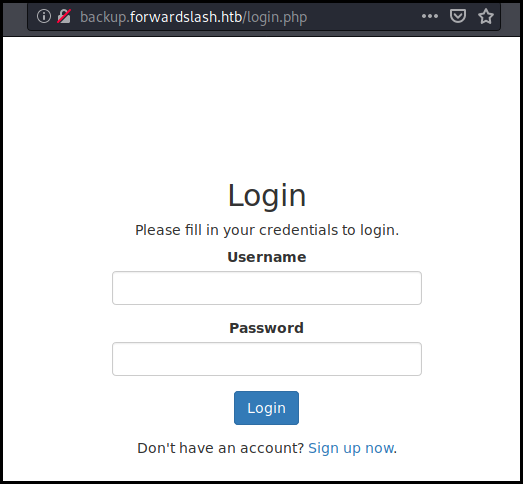 backup.forwardslash.htb/login.php
Login
Please fill in your credentials to login.
Username
Password
Login
Don't have an account? Sign up now.